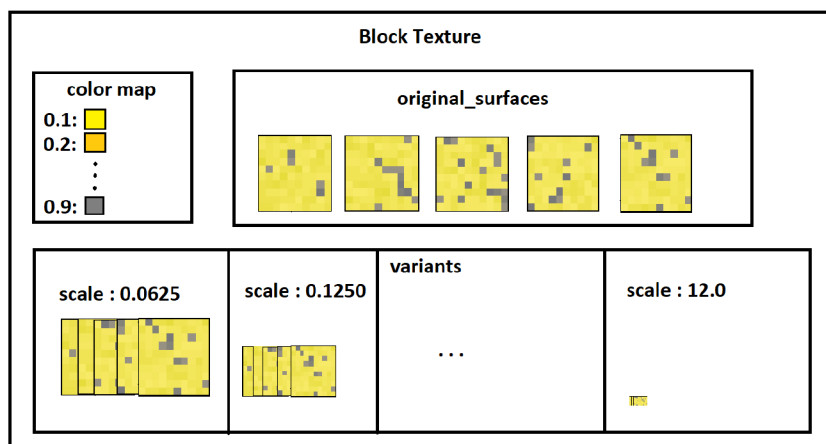 Block Texture
color map
0.1:
0.2:
0.9:
original_surfaces
variants
scale : 0.0625
scale : 0.1250
...
scale : 12.0